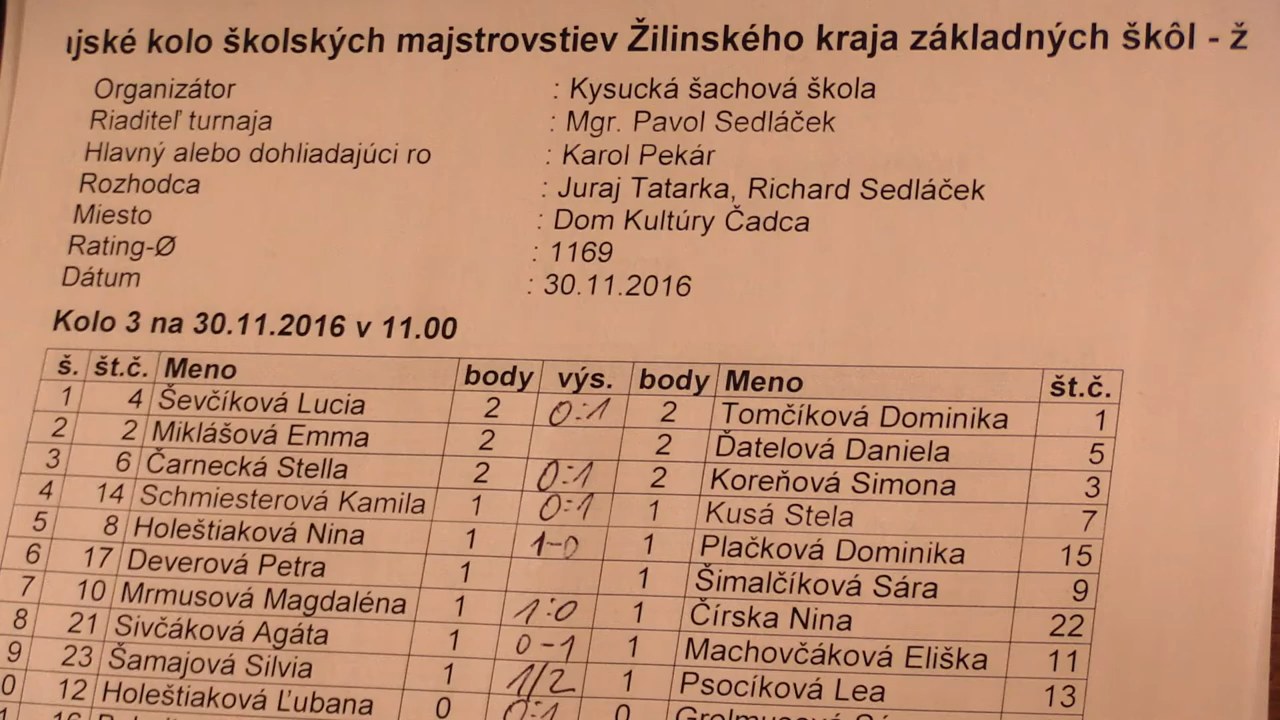 jské kolo školských majstrovstiev Žilinského kraja základných škôl - ž
Organizátor : Kysucká šachová škola
Riaditeľ turnaja : Mgr. Pavol Sedláček
Hlavný alebo dohliadajúci ro : Karol Pekár
Rozhodca : Juraj Tatarka, Richard Sedláček
Miesto : Dom Kultúry Čadca
Rating-Ø : 1169
Dátum : 30.11.2016
Kolo 3 na 30.11.2016 v 11.00
š. št.č. Meno body výs. body Meno št.č.
1 4 Ševčíková Lucia 2 0:1 2 Tomčíková Dominika 1
2 2 Miklášová Emma 2 2 Ďatelová Daniela 5
3 6 Čarnecká Stella 2 0:1 2 Koreňová Simona 3
4 14 Schmiesterová Kamila 1 0:1 1 Kusá Stela 7
5 8 Holeštiaková Nina 1 1-0 1 Plačková Dominika 15
6 17 Deverová Petra 1 1 Šimalčíková Sára 9
7 10 Mrmusová Magdaléna 1 1:0 1 Čírska Nina 22
8 21 Sivčáková Agáta 1 0-1 1 Machovčáková Eliška 11
9 23 Šamajová Silvia 1 1/2 1 Psocíková Lea 13
0 12 Holeštiaková Ľubana 0 0:1 0